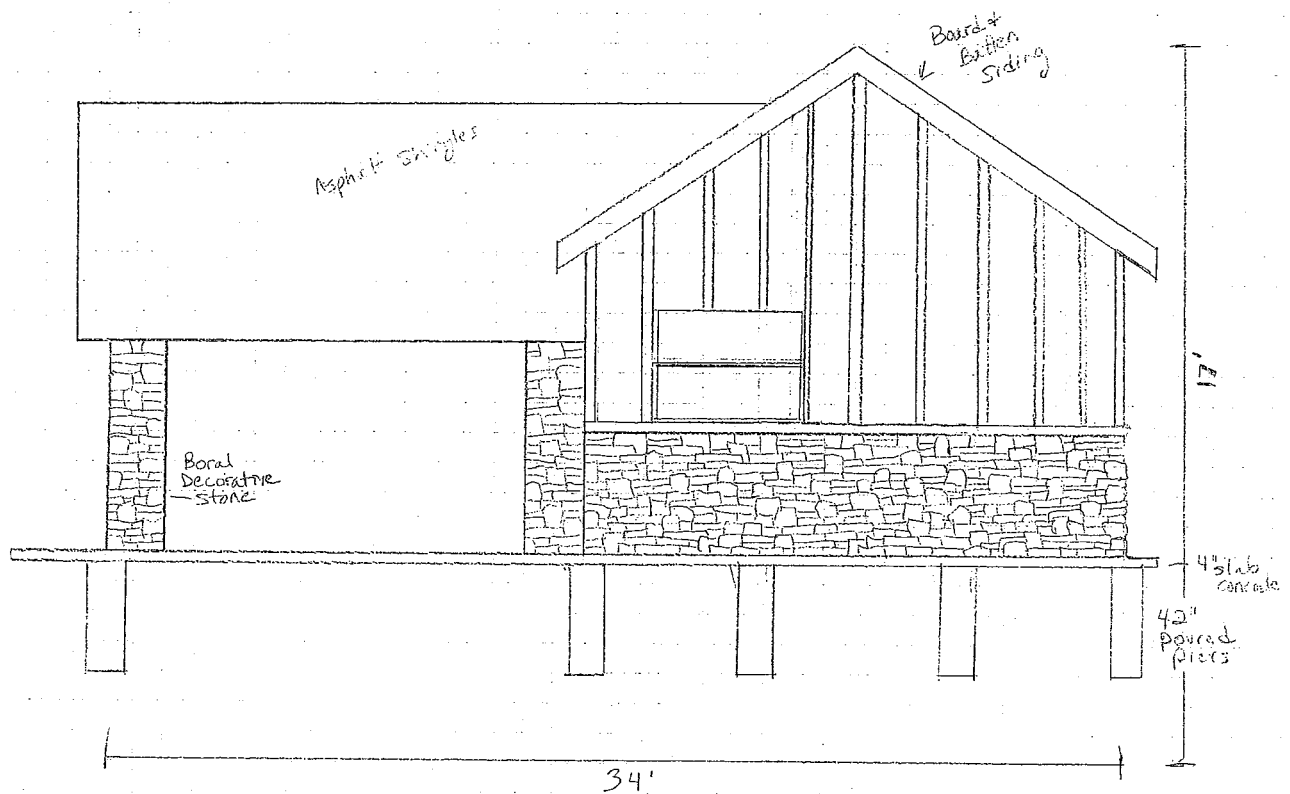 Board +
Batten
Siding
Asphalt Shingles
17'
Boral
Decorative
Stone
4" slab
concrete
42"
poured
piers
34'